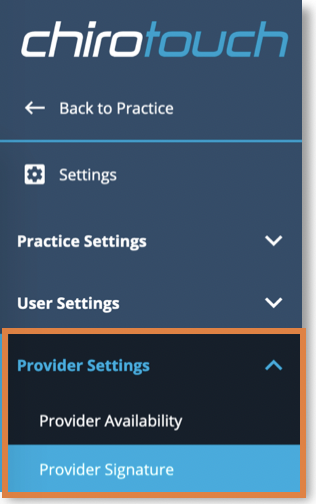 chirotouch
Back to Practice
Settings
Practice Settings
User Settings
Provider Settings
Provider Availability
Provider Signature